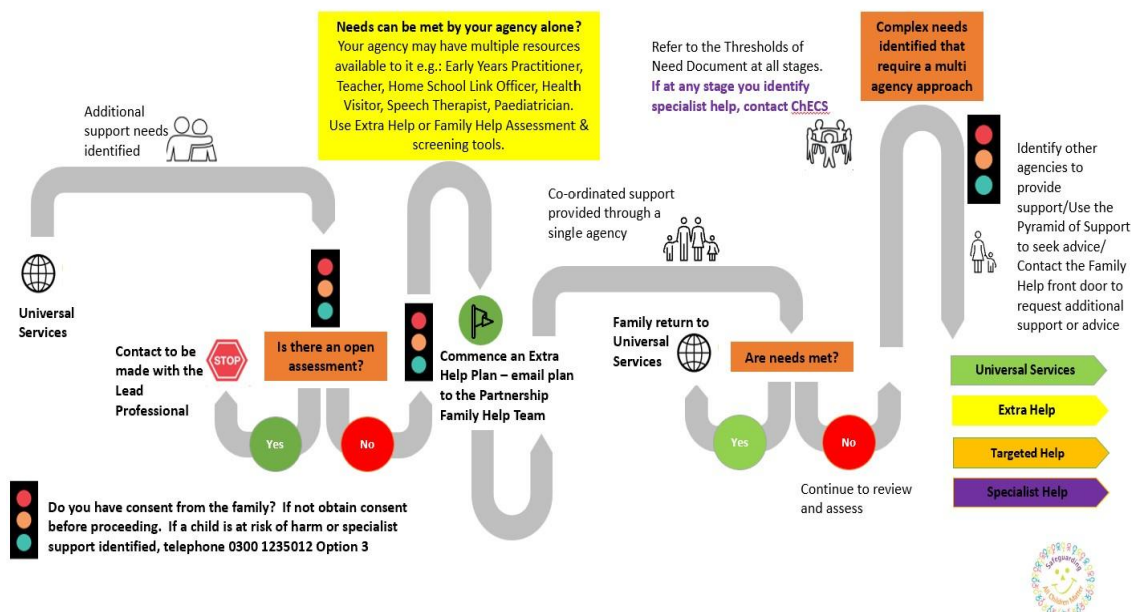 Needs can be met by your agency alone?
Your agency may have multiple resources
available to it e.g.: Early Years Practitioner,
Teacher, Home School Link Officer, Health
Visitor, Speech Therapist, Paediatrician.
Use Extra Help or Family Help Assessment &
screening tools.
Refer to the Thresholds of
Need Document at all stages.
If at any stage you identify
specialist help, contact ChECS
Complex needs
identified that
require a multi
agency approach
Additional
support needs
identified
Identify other
agencies to
provide
support/Use the
Pyramid of Support
to seek advice/
Contact the Family
Help front door to
request additional
support or advice
Co-ordinated support
provided through a
single agency
Universal
Services
Contact to be
made with the
Lead
Professional
STOP
Is there an open
assessment?
Yes
No
Commence an Extra
Help Plan – email plan
to the Partnership
Family Help Team
Family return to
Universal
Services
Are needs met?
Yes
No
Continue to review
and assess
Universal Services
Extra Help
Targeted Help
Specialist Help
Do you have consent from the family? If not obtain consent
before proceeding. If a child is at risk of harm or specialist
support identified, telephone 0300 1235012 Option 3
Safeguarding
All Children Matter